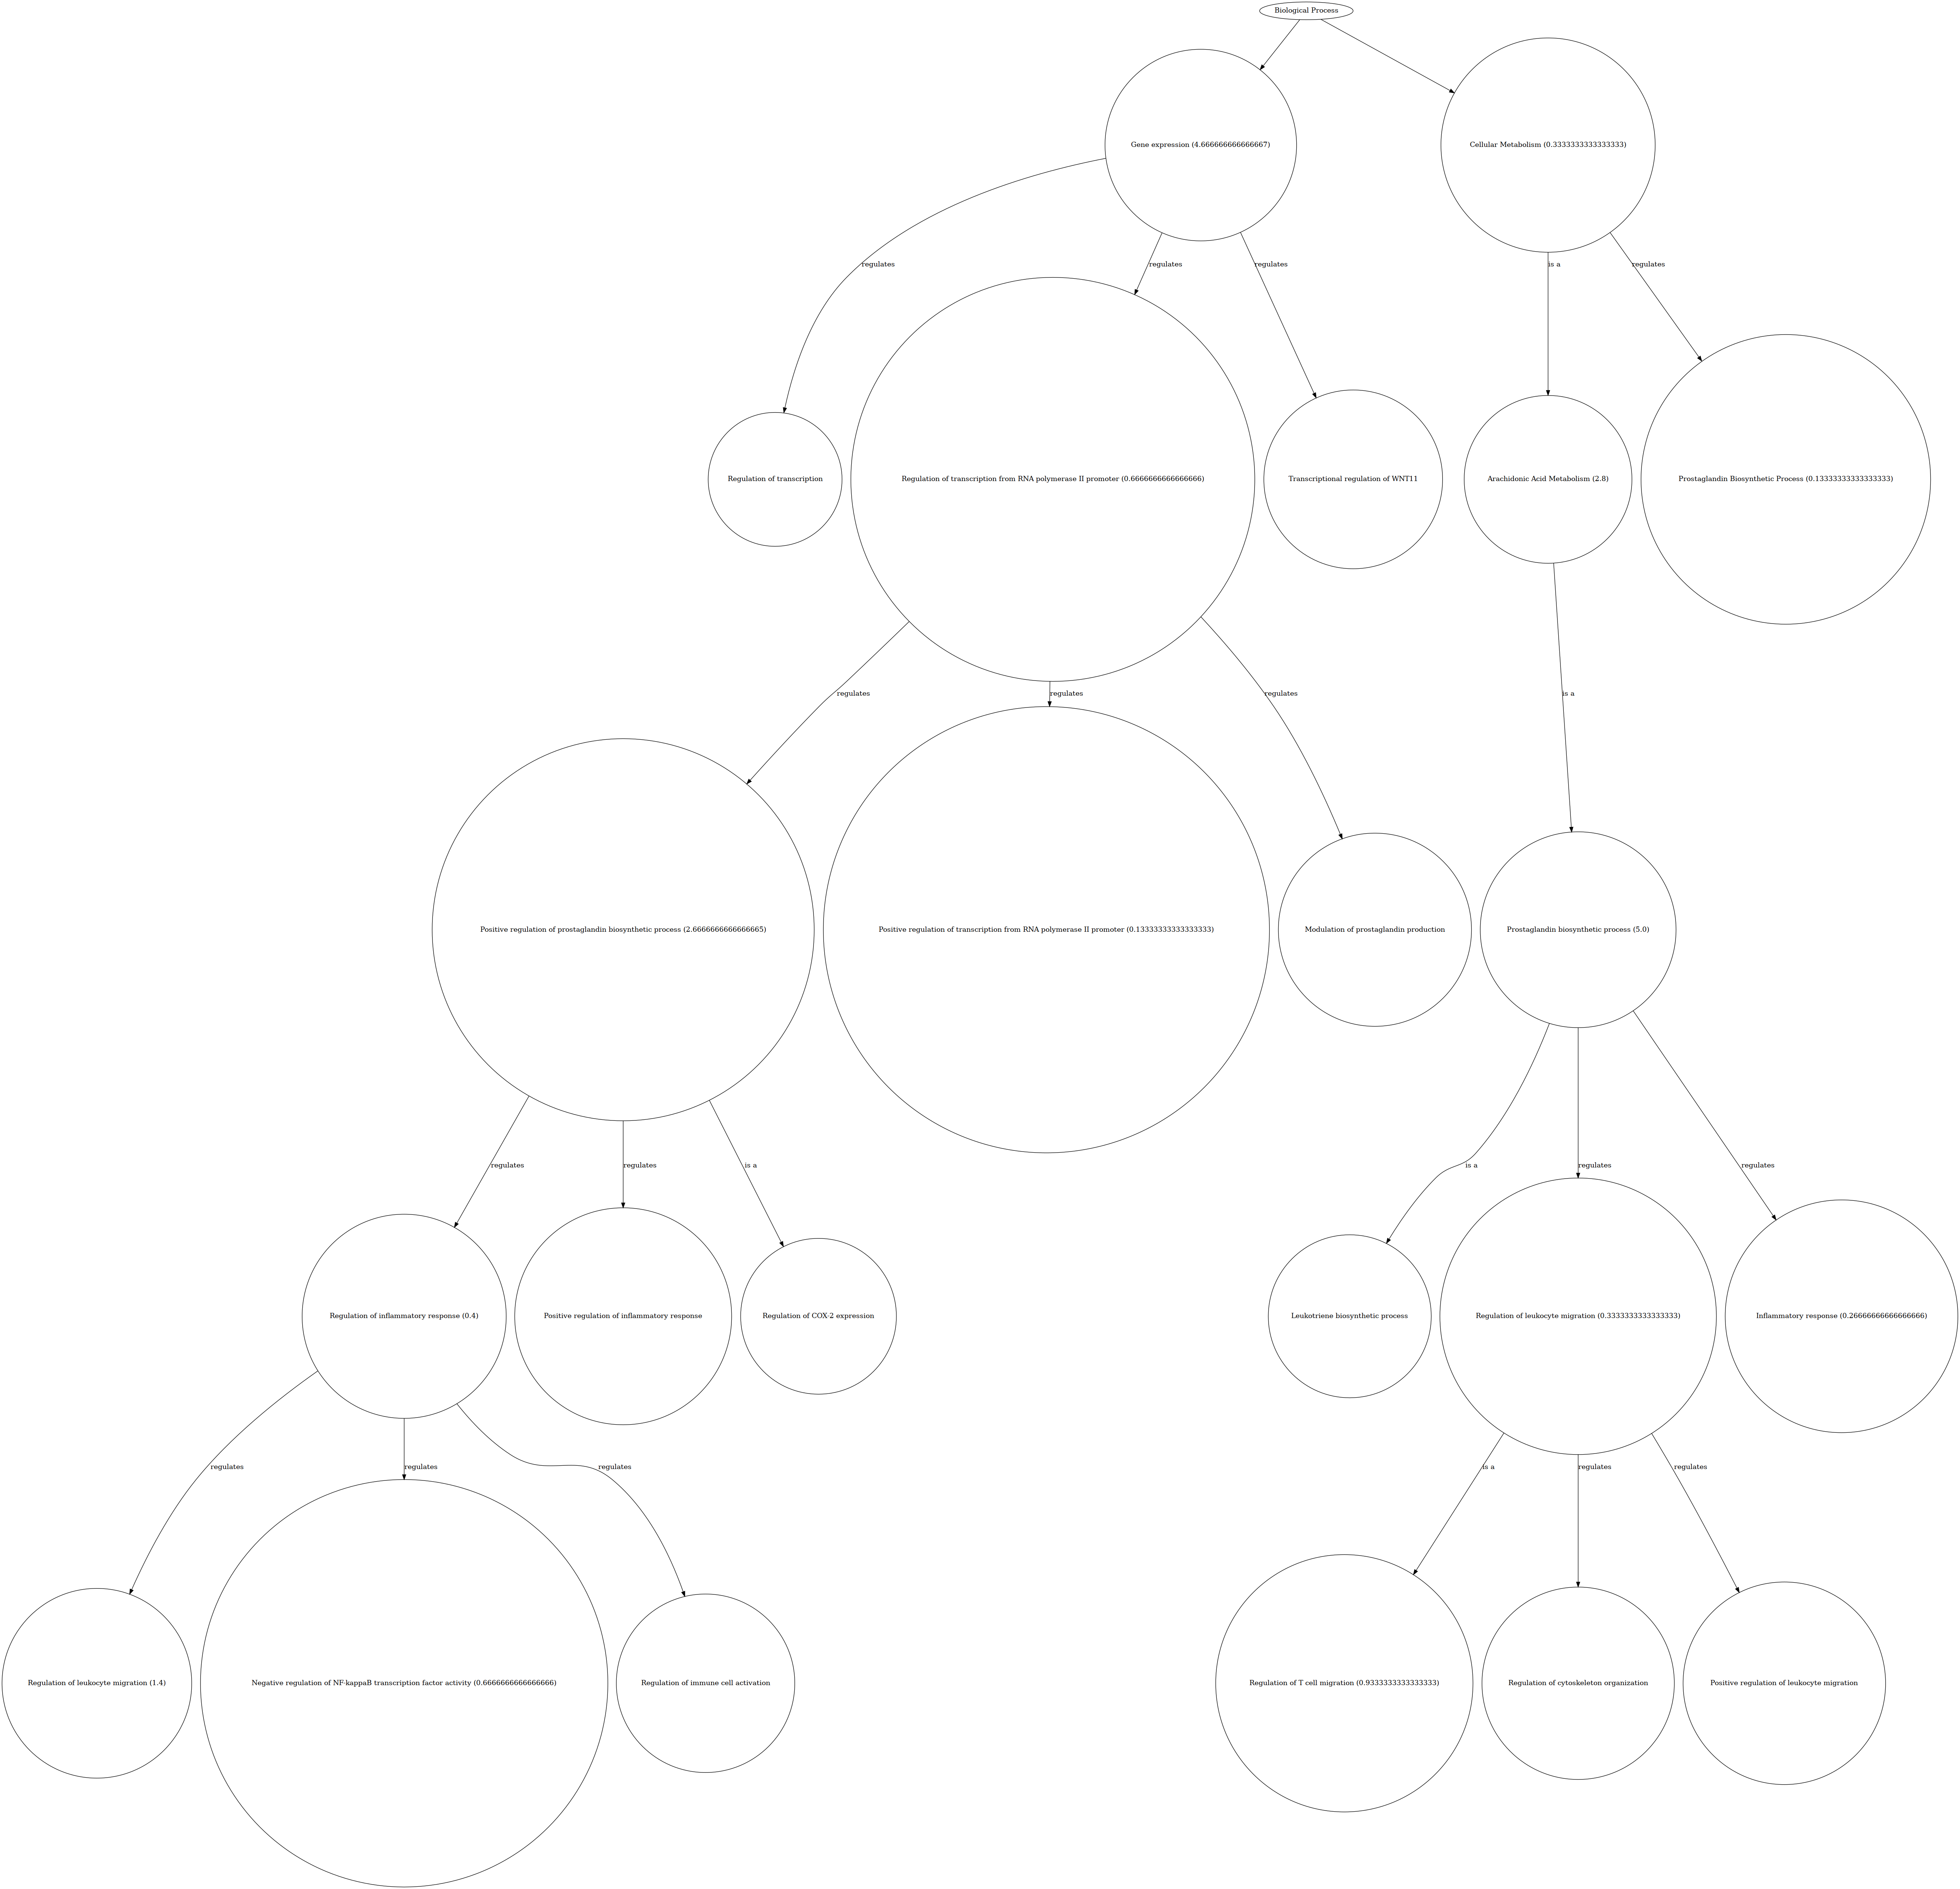 Biological Process
Gene expression (4.666666666666667)
Cellular Metabolism (0.3333333333333333)
regulates
regulates
regulates
is a
regulates
Regulation of transcription
Regulation of transcription from RNA polymerase II promoter (0.6666666666666666)
Transcriptional regulation of WNT11
Arachidonic Acid Metabolism (2.8)
Prostaglandin Biosynthetic Process (0.13333333333333333)
regulates
regulates
regulates
is a
Positive regulation of prostaglandin biosynthetic process (2.6666666666666665)
Positive regulation of transcription from RNA polymerase II promoter (0.13333333333333333)
Modulation of prostaglandin production
Prostaglandin biosynthetic process (5.0)
regulates
regulates
is a
is a
regulates
regulates
Regulation of inflammatory response (0.4)
Positive regulation of inflammatory response
Regulation of COX-2 expression
Leukotriene biosynthetic process
Regulation of leukocyte migration (0.3333333333333333)
Inflammatory response (0.26666666666666666)
regulates
regulates
regulates
is a
regulates
regulates
Regulation of leukocyte migration (1.4)
Negative regulation of NF-kappaB transcription factor activity (0.6666666666666666)
Regulation of immune cell activation
Regulation of T cell migration (0.9333333333333333)
Regulation of cytoskeleton organization
Positive regulation of leukocyte migration